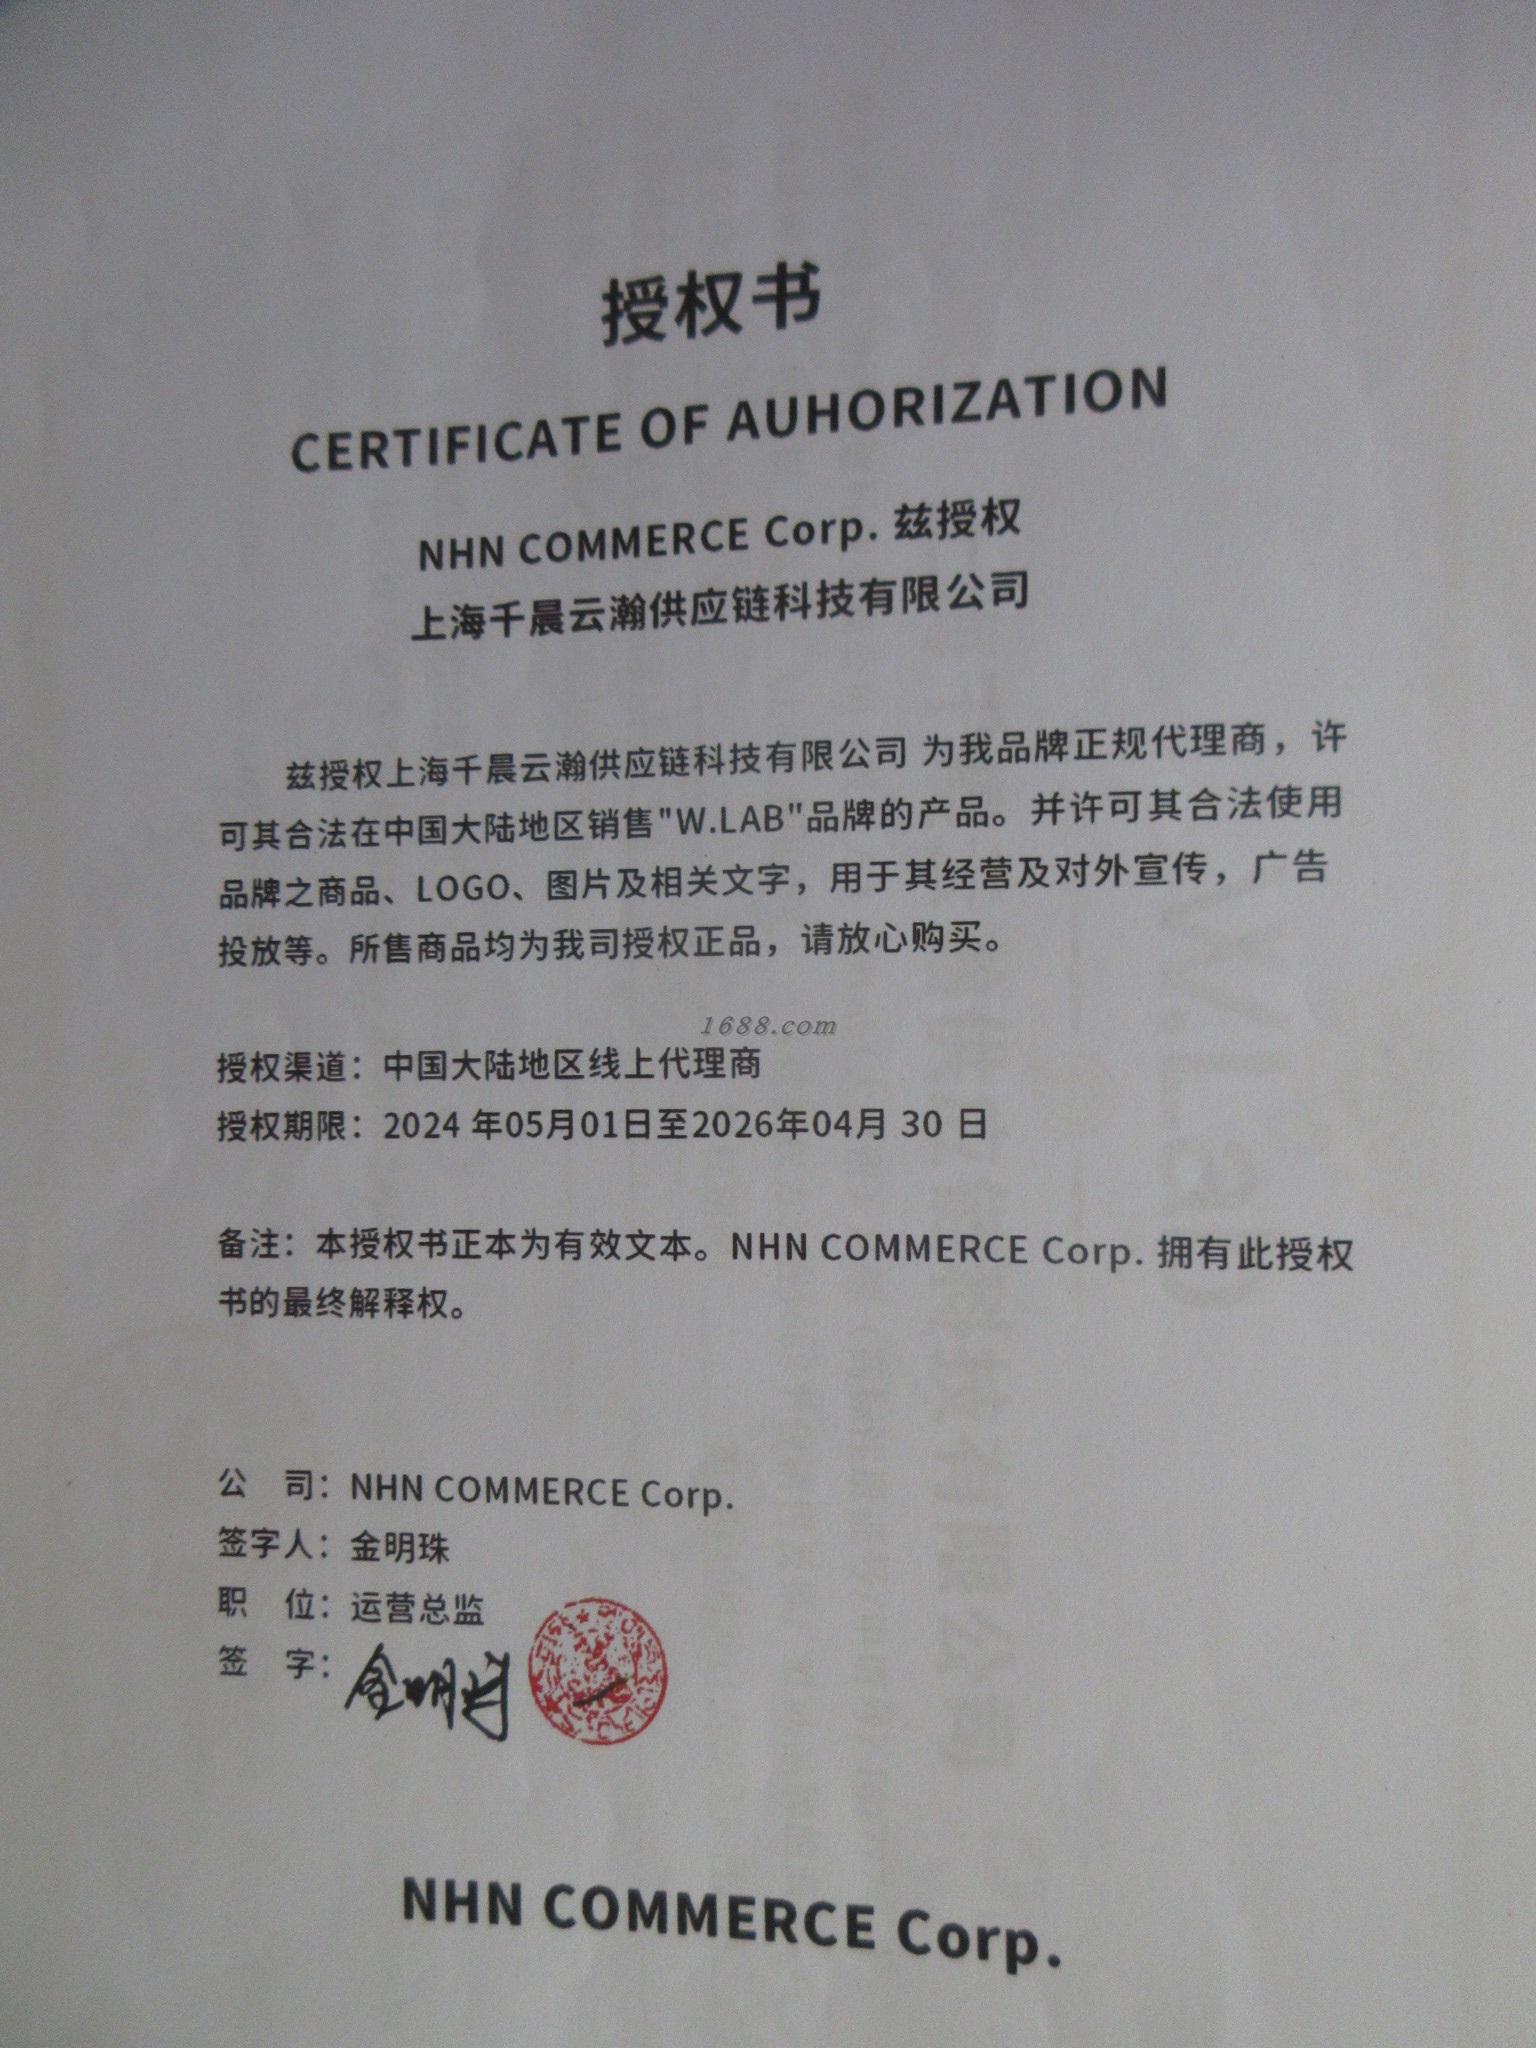 授权书
CERTIFICATE OF AUHORIZATION
NHN COMMERCE Corp. 兹授权
上海千晨云瀚供应链科技有限公司
兹授权上海千晨云瀚供应链科技有限公司 为我品牌正规代理商，许
可其合法在中国大陆地区销售"W.LAB"品牌的产品。并许可其合法使用
品牌之商品、LOGO、图片及相关文字，用于其经营及对外宣传，广告
投放等。所售商品均为我司授权正品，请放心购买。
1688.com
授权渠道：中国大陆地区线上代理商
授权期限：2024 年05月01日至2026年04月 30 日
备注：本授权书正本为有效文本。NHN COMMERCE Corp. 拥有此授权
书的最终解释权。
公 司：NHN COMMERCE Corp.
签字人：金明珠
职 位：运营总监
签 字：金明珠
NHN COMMERCE Corp.